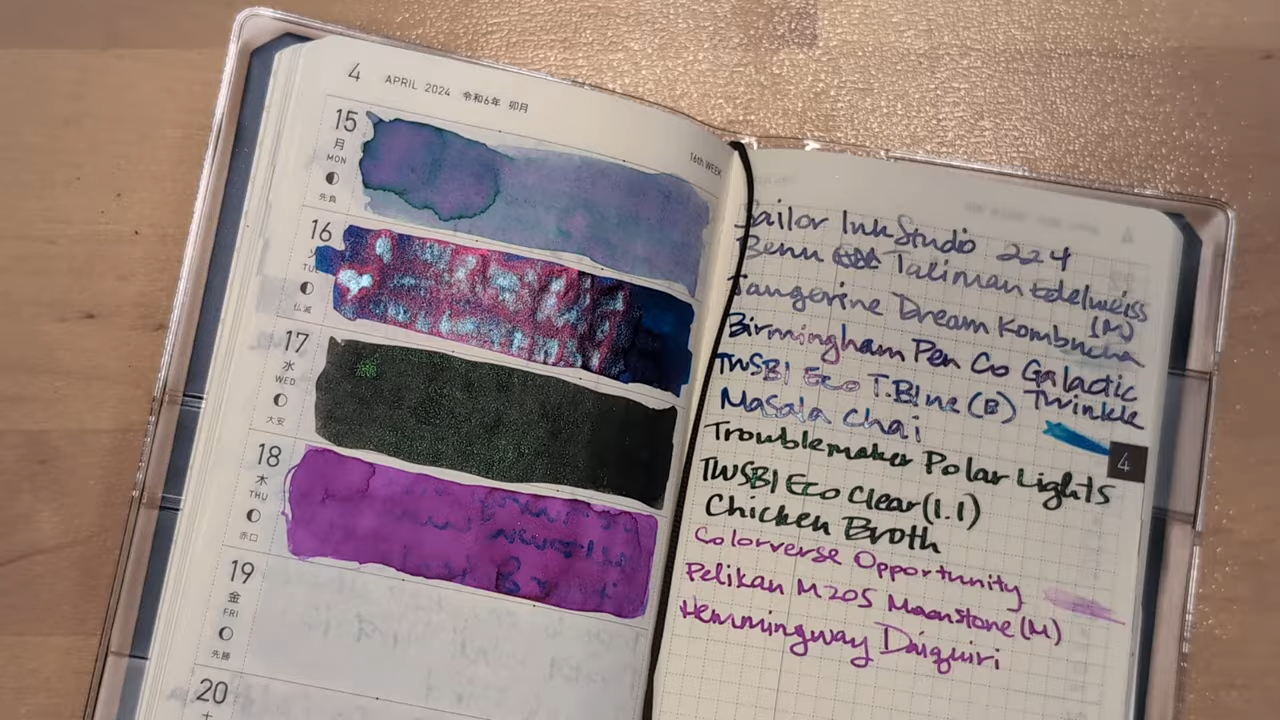 4 APRIL 2024 令和6年 卯月
16th WEEK
15
月
MON
先負
16
火
TUE
仏滅
17
水
WED
大安
18
木
THU
赤口
19
金
FRI
先勝
20
土
Sailor Ink Studio 224
Benu Taliman Edelweiss
(M)
Tangerine Dream Kombucha
Birmingham Pen Co Galactic
Twinkle
TWSBI Eco T.Blue (B)
Masala Chai
4
Troublemaker Polar Lights
TWSBI Eco Clear (1.1)
Chicken Broth
Colorverse Opportunity
Pelikan M205 Moonstone (M)
Hemmingway Daiquiri